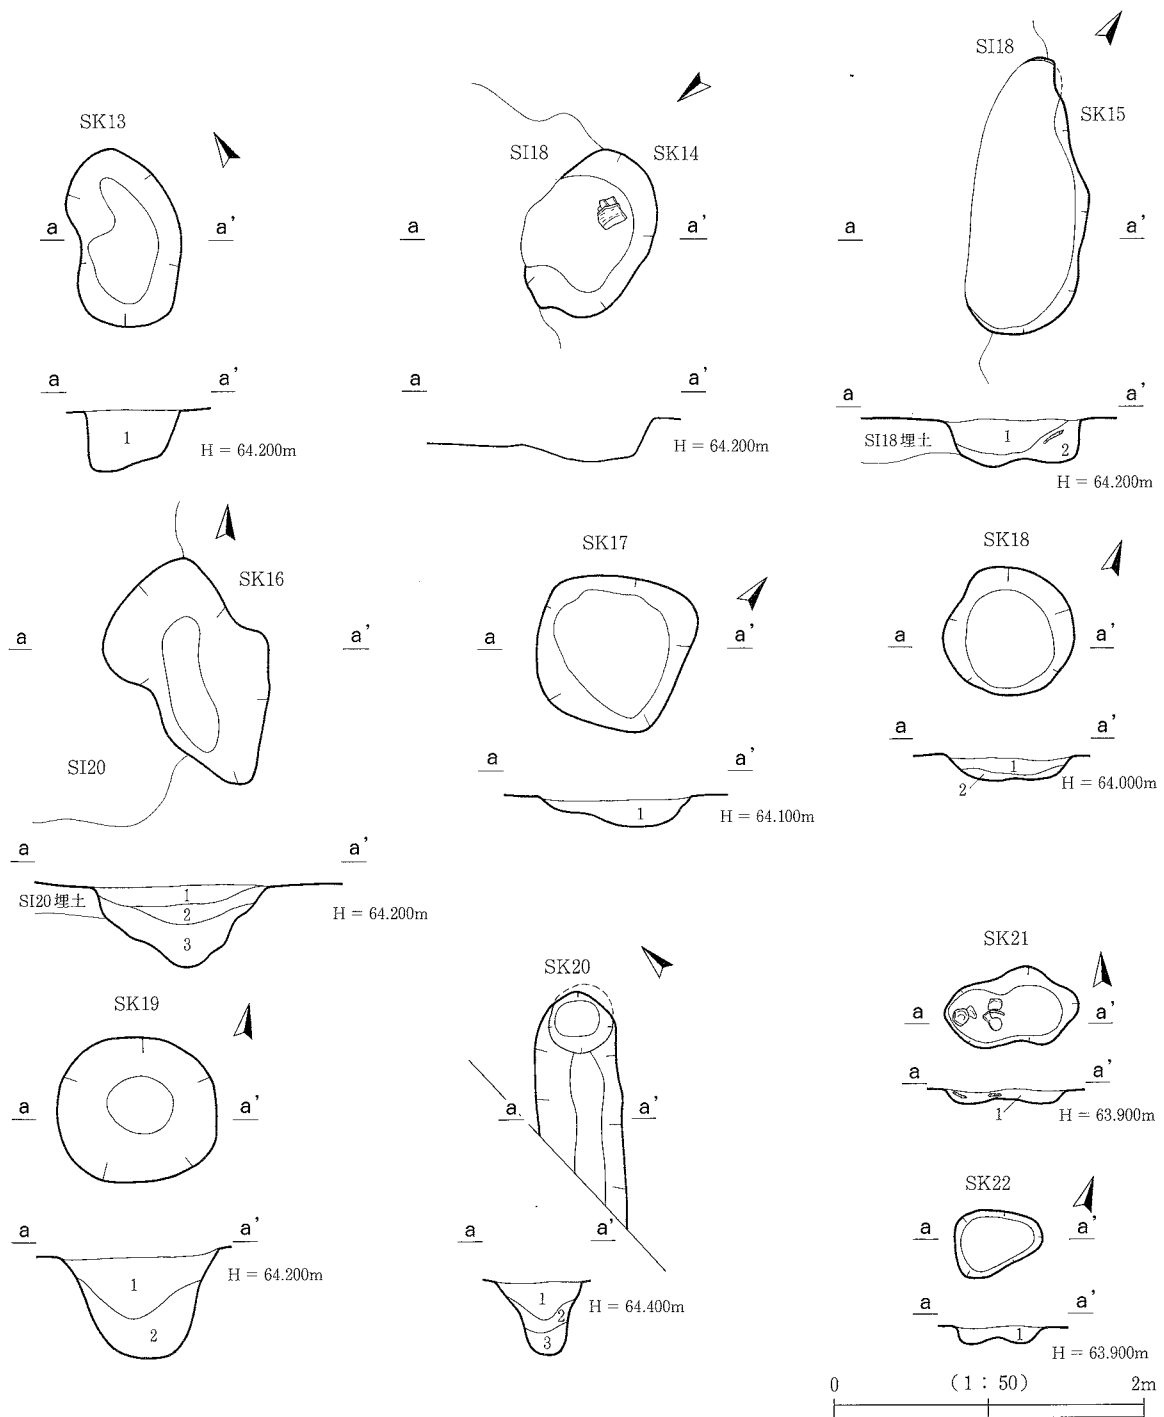 SK13
a a'
a a'
1
H = 64.200m
SI18 SK14
a a'
a a'
H = 64.200m
SI18
SK15
a a'
a a'
SI18埋土 1 2
H = 64.200m
SK16
a a'
SI20
a a'
SI20埋土 1
2
3
H = 64.200m
SK17
a a'
a a'
1
H = 64.100m
SK18
a a'
a a'
1
2
H = 64.000m
SK19
a a'
a a'
1
2
H = 64.200m
SK20
a a'
a a'
1
2
3
H = 64.400m
SK21
a a'
a a'
1
H = 63.900m
SK22
a a'
a a'
1
H = 63.900m
0 (1:50) 2m